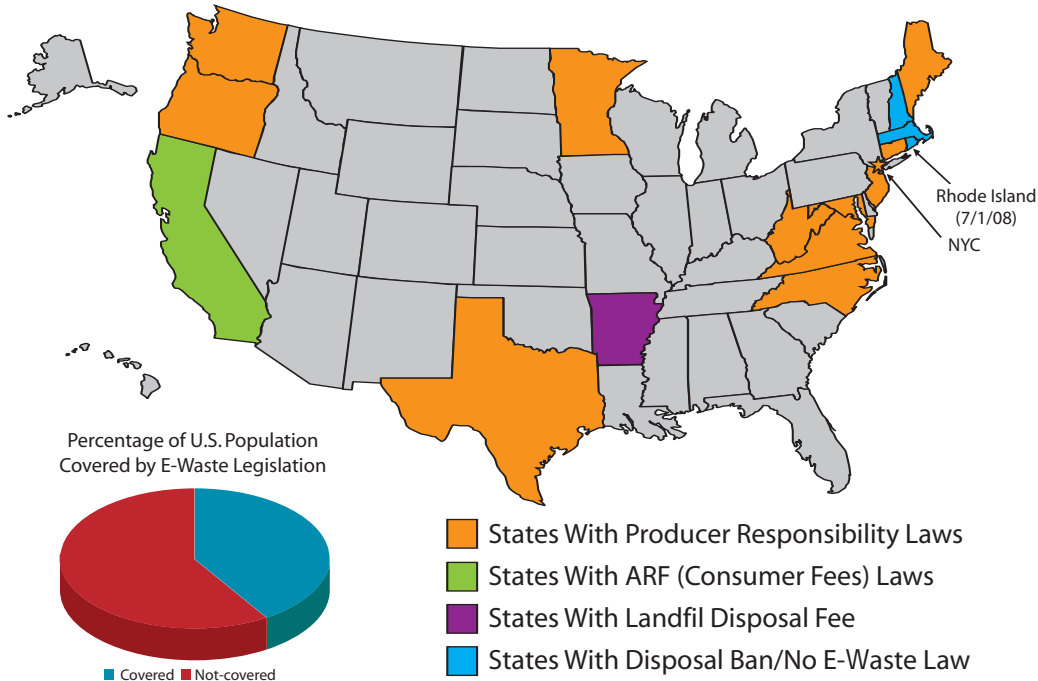 Rhode Island
(7/1/08)
NYC
Percentage of U.S. Population
Covered by E-Waste Legislation
Covered Not-covered
States With Producer Responsibility Laws
States With ARF (Consumer Fees) Laws
States With Landfil Disposal Fee
States With Disposal Ban/No E-Waste Law